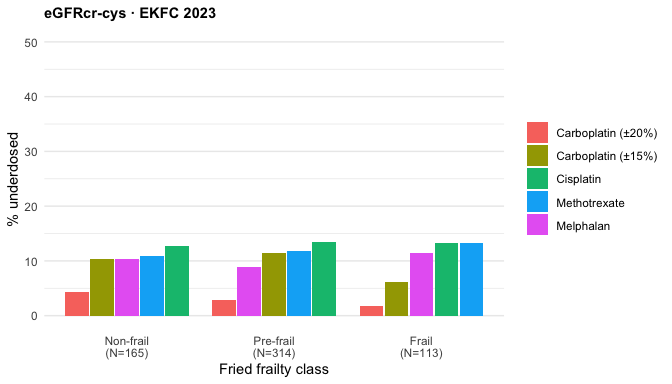 eGFRcr-cys · EKFC 2023
50
40
30
20
10
0
% underdosed
Non-frail
(N=165)
Pre-frail
(N=314)
Frail
(N=113)
Fried frailty class
Carboplatin (±20%)
Carboplatin (±15%)
Cisplatin
Methotrexate
Melphalan